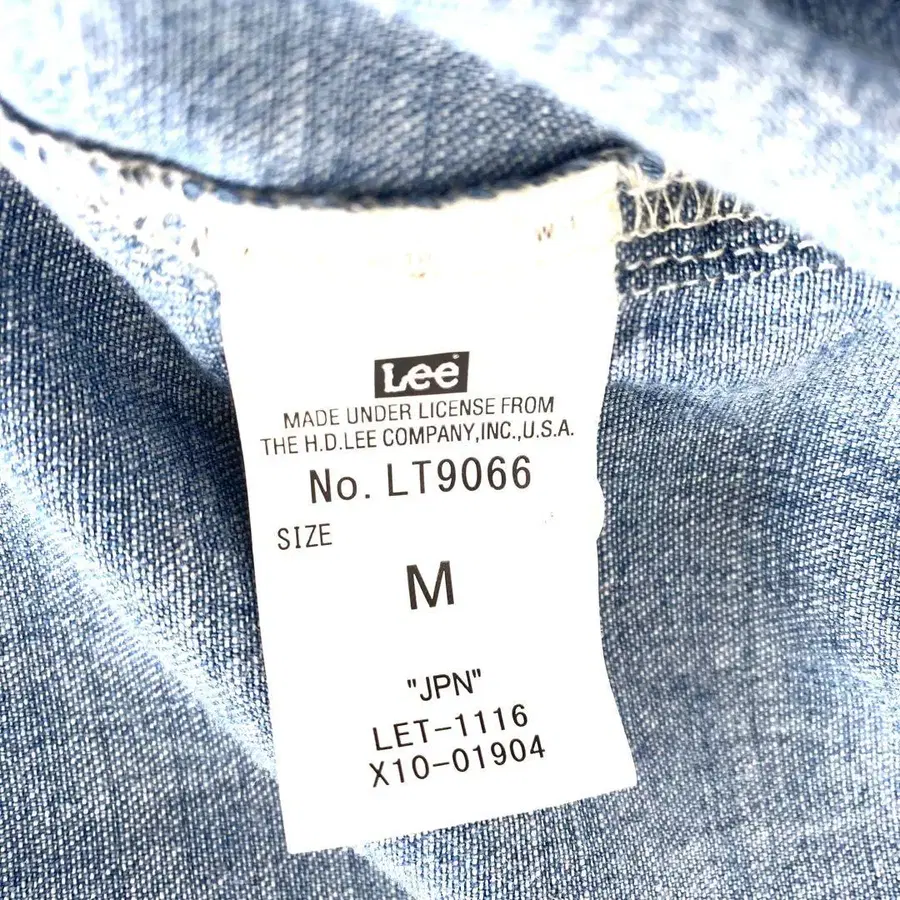 Lee
MADE UNDER LICENSE FROM
THE H.D.LEE COMPANY,INC.,U.S.A.
No. LT9066
SIZE
M
"JPN"
LET-1116
X10-01904